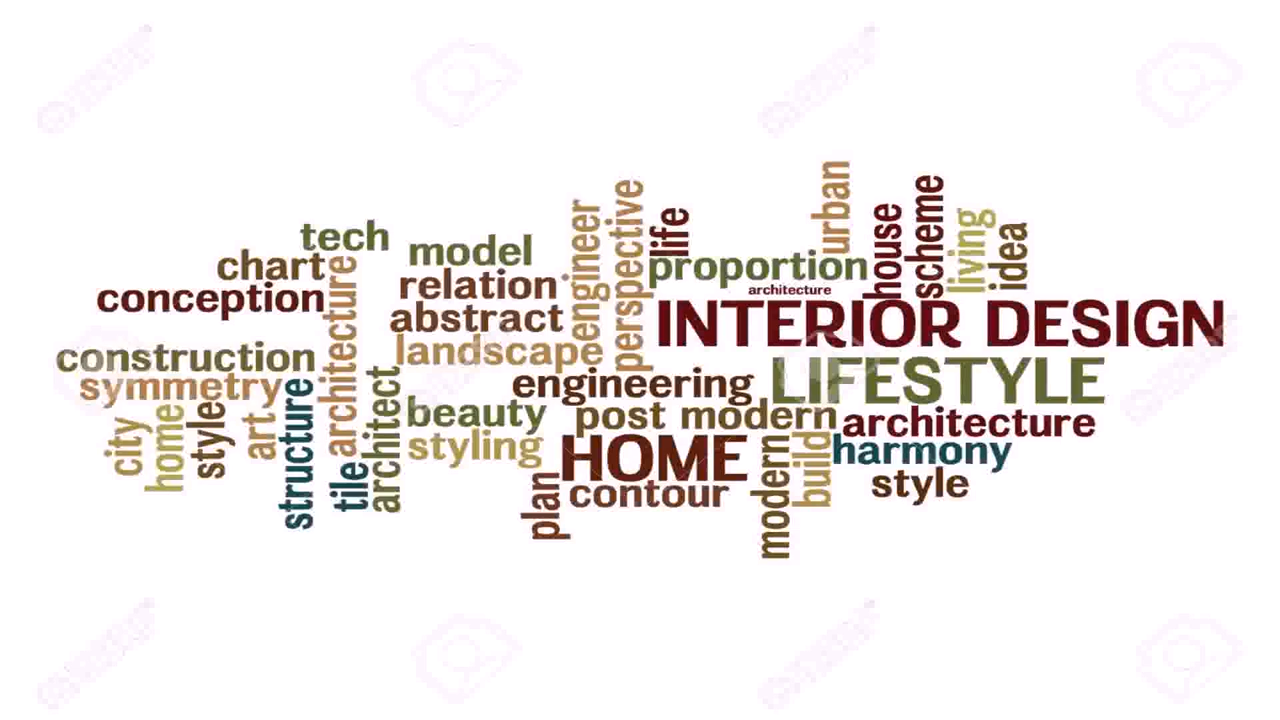 tech
chart
conception
construction
symmetry
city
home
style
art
structure
architecture
tile
architect
model
relation
abstract
landscape
engineer
perspective
life
proportion
architecture
urban
house
scheme
living
idea
INTERIOR DESIGN
LIFESTYLE
engineering
beauty
styling
post modern
architecture
HOME
contour
plan
modern
build
harmony
style